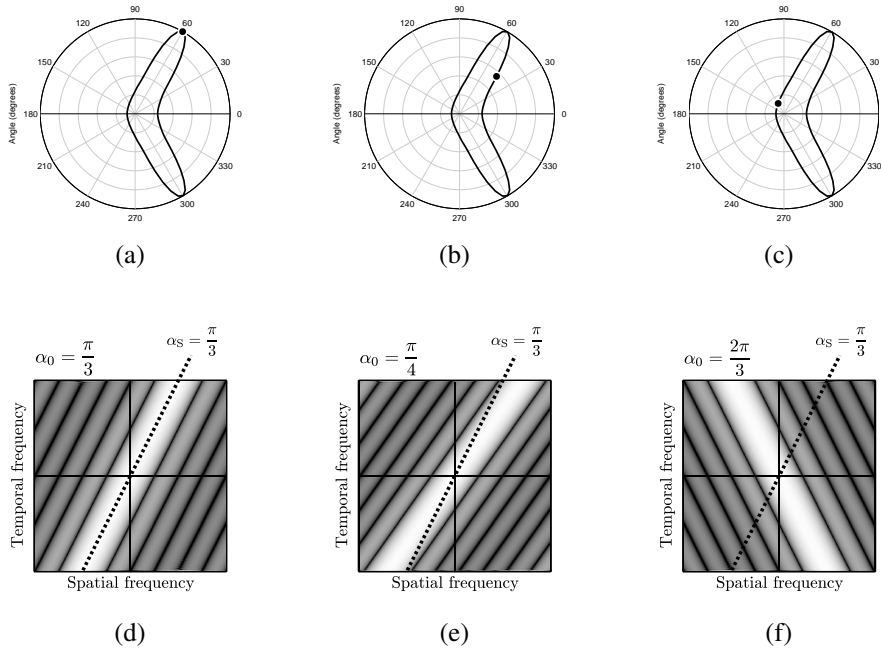 90
120
60
150
30
180
0
210
330
240
300
270
Angle (degrees)
(a)
90
120
60
150
30
180
0
210
330
240
300
270
Angle (degrees)
(b)
90
120
60
150
30
180
0
210
330
240
300
270
Angle (degrees)
(c)
α₀ = π/3
α_S = π/3
Temporal frequency
Spatial frequency
(d)
α₀ = π/4
α_S = π/3
Temporal frequency
Spatial frequency
(e)
α₀ = 2π/3
α_S = π/3
Temporal frequency
Spatial frequency
(f)